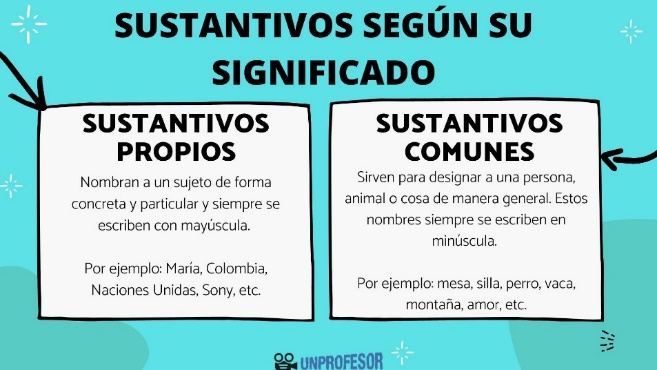 SUSTANTIVOS SEGÚN SU
SIGNIFICADO
SUSTANTIVOS
PROPIOS
Nombran a un sujeto de forma
concreta y particular y siempre se
escriben con mayúscula.
Por ejemplo: María, Colombia,
Naciones Unidas, Sony, etc.
SUSTANTIVOS
COMUNES
Sirven para designar a una persona,
animal o cosa de manera general. Estos
nombres siempre se escriben en
minúscula.
Por ejemplo: mesa, silla, perro, vaca,
montaña, amor, etc.
UNPROFESOR